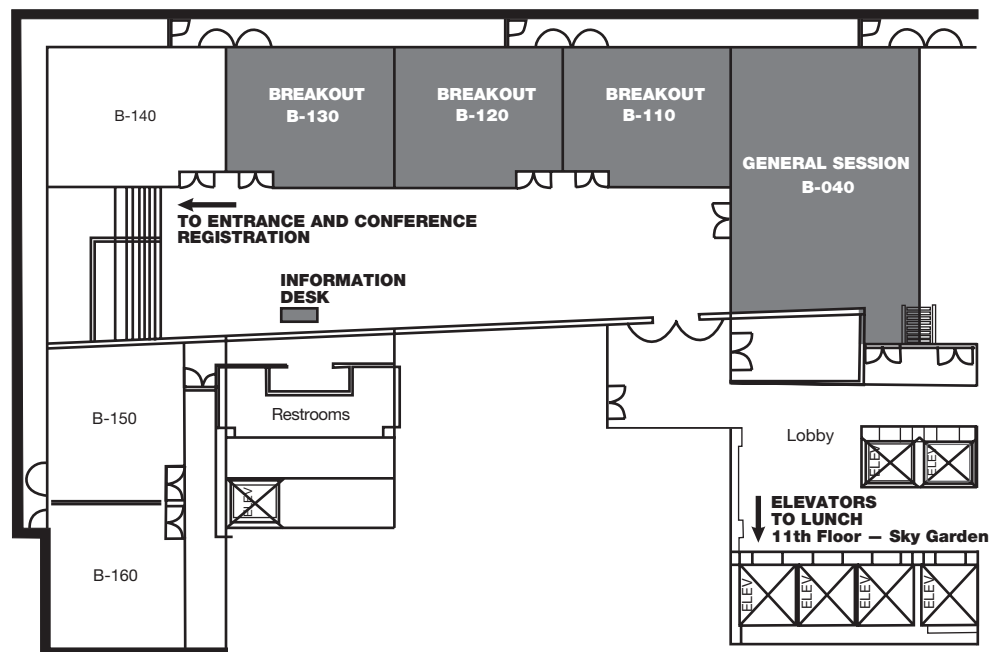 B-140
BREAKOUT
B-130
BREAKOUT
B-120
BREAKOUT
B-110
GENERAL SESSION
B-040
TO ENTRANCE AND CONFERENCE
REGISTRATION
INFORMATION
DESK
B-150
Restrooms
Lobby
ELEV
ELEV
ELEV
ELEVATORS
TO LUNCH
11th Floor — Sky Garden
B-160
ELEV
ELEV
ELEV
ELEV